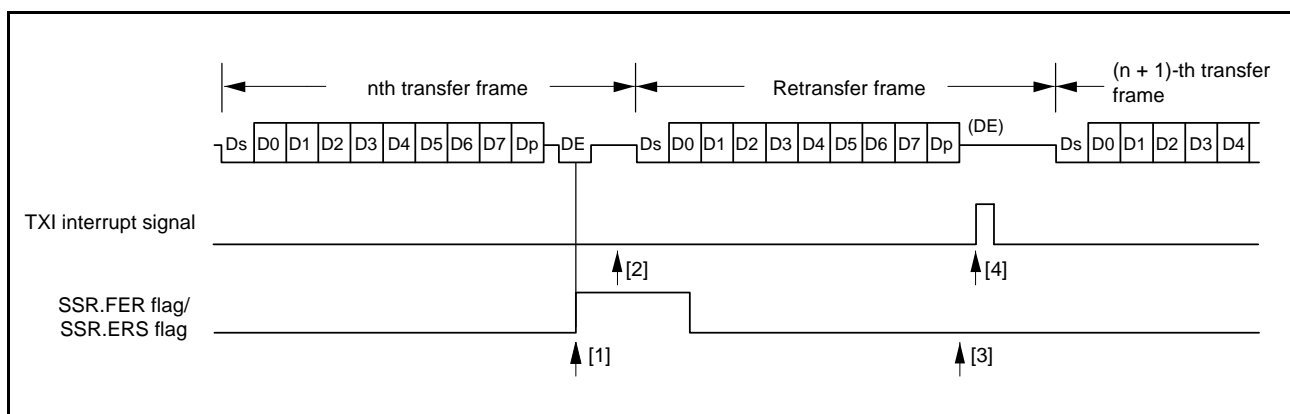 nth transfer frame
Retransfer frame
(n + 1)-th transfer
frame
Ds D0 D1 D2 D3 D4 D5 D6 D7 Dp DE Ds D0 D1 D2 D3 D4 D5 D6 D7 Dp (DE) Ds D0 D1 D2 D3 D4
TXI interrupt signal
[2] [4]
SSR.FER flag/
SSR.ERS flag
[1] [3]